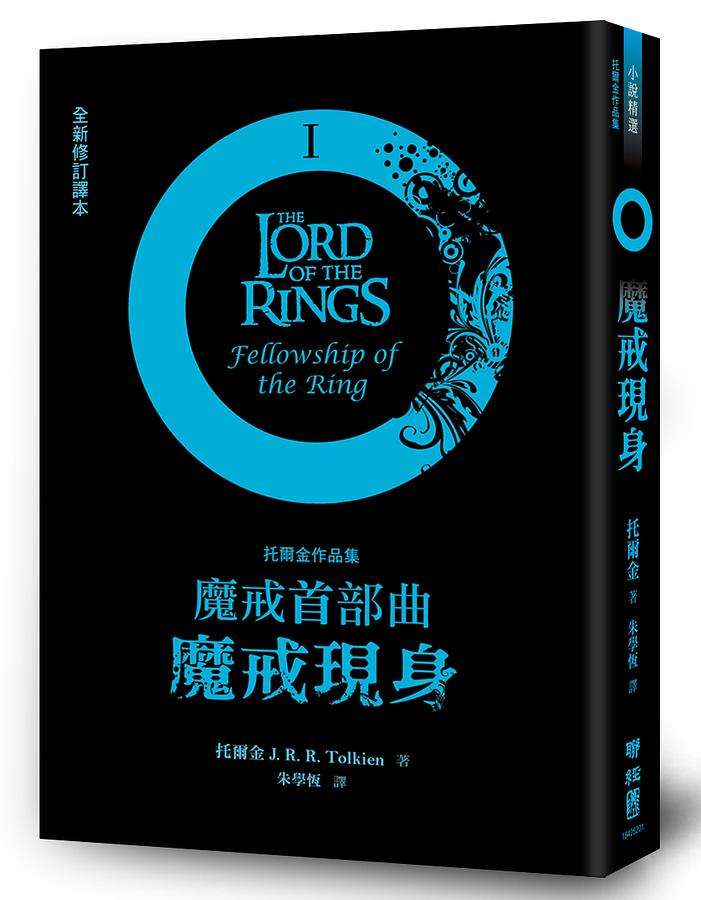 全新修訂譯本
I
THE
LORD
OF THE
RINGS
Fellowship of
the Ring
托爾金作品集
魔戒首部曲
魔戒現身
托爾金 J. R. R. Tolkien 著
朱學恆 譯
小說精選
托爾金作品集
魔戒現身
托爾金 著 朱學恆 譯
聯經